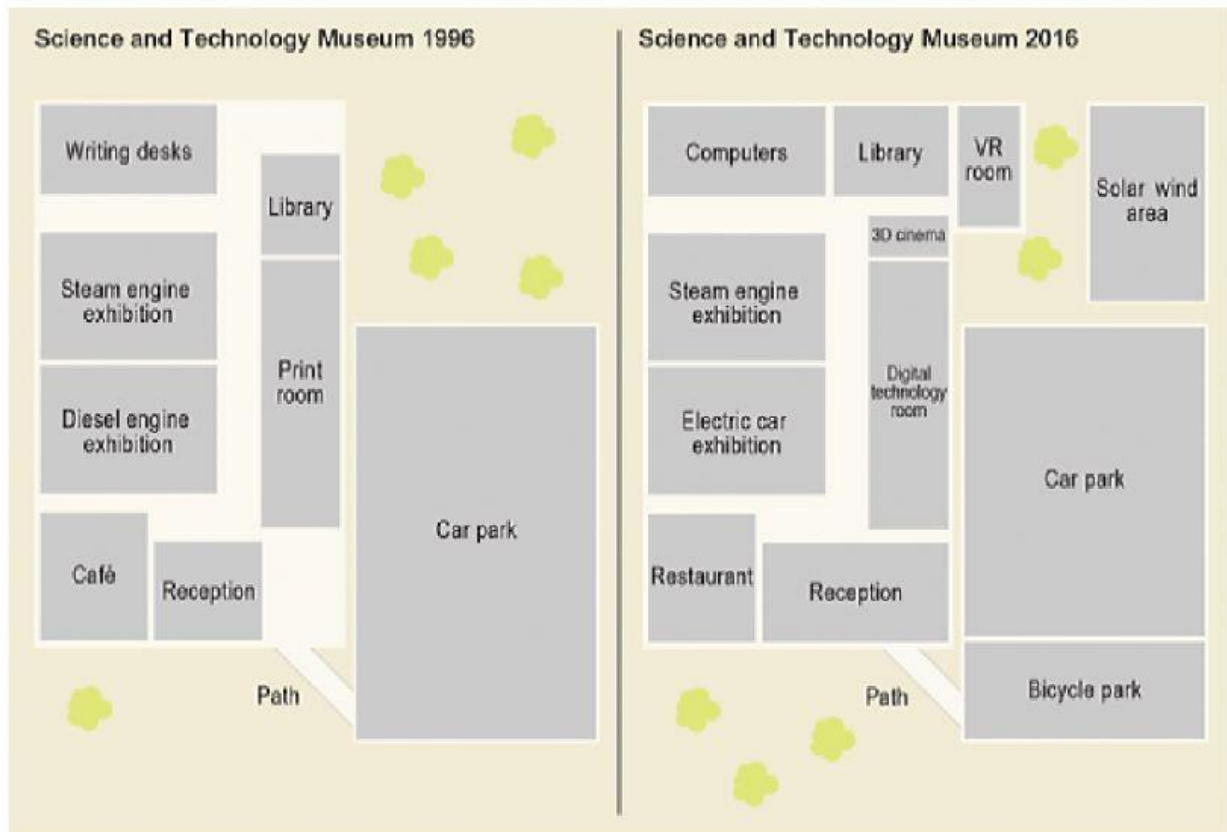 Science and Technology Museum 1996
Writing desks
Library
Steam engine
exhibition
Print
room
Diesel engine
exhibition
Car park
Café
Reception
Path
Science and Technology Museum 2016
Computers
Library
VR
room
Solar wind
area
3D cinema
Steam engine
exhibition
Digital
technology
room
Electric car
exhibition
Car park
Restaurant
Reception
Path
Bicycle park